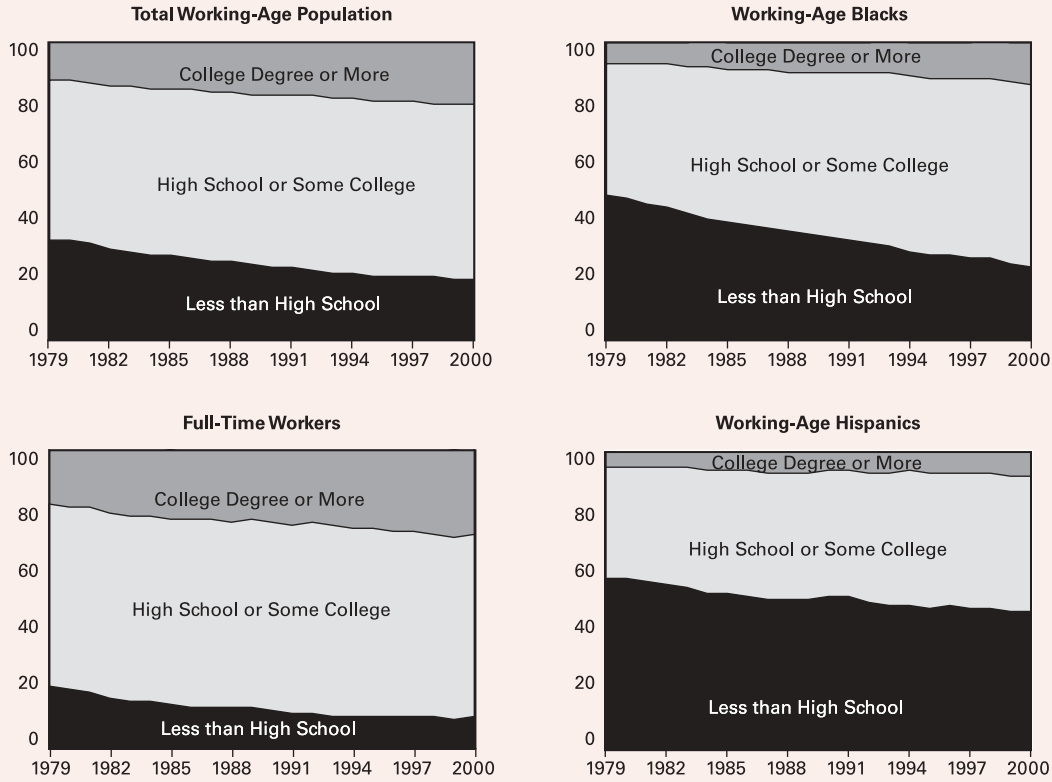 Total Working-Age Population
100
80
60
40
20
0
College Degree or More
High School or Some College
Less than High School
1979 1982 1985 1988 1991 1994 1997 2000
Working-Age Blacks
100
80
60
40
20
0
College Degree or More
High School or Some College
Less than High School
1979 1982 1985 1988 1991 1994 1997 2000
Full-Time Workers
100
80
60
40
20
0
College Degree or More
High School or Some College
Less than High School
1979 1982 1985 1988 1991 1994 1997 2000
Working-Age Hispanics
100
80
60
40
20
0
College Degree or More
High School or Some College
Less than High School
1979 1982 1985 1988 1991 1994 1997 2000